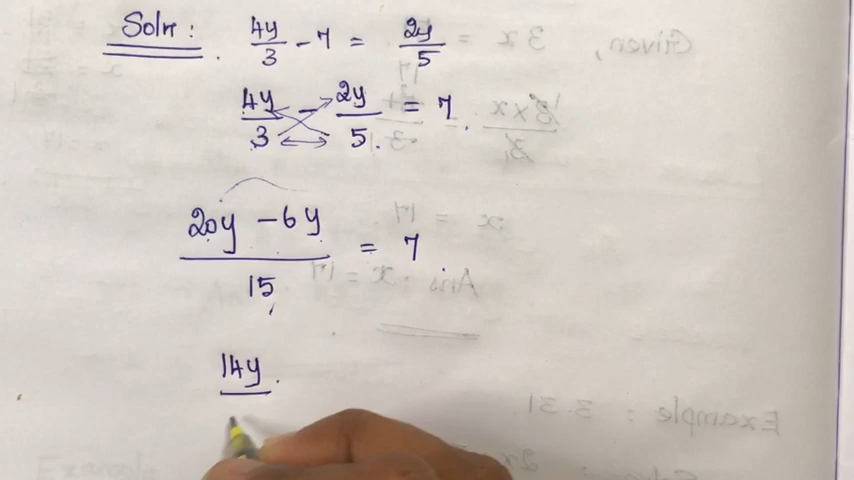 Soln : 4y/3 - 7 = 2y/5
4y/3 - 2y/5 = 7
20y - 6y / 15 = 7
14y